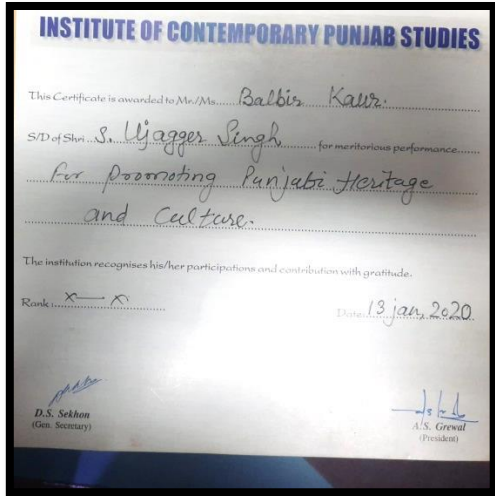 INSTITUTE OF CONTEMPORARY PUNJAB STUDIES
This Certificate is awarded to Mr./Ms......Balbir Kaur.
S/D of Shri..S. Ujagger Singh..........for meritorious performance......
for promoting Punjabi Heritage
and Culture.
The institution recognises his/her participations and contribution with gratitude.
Rank :....x—x
Date:.13 jan, 2020
D.S. Sekhon
(Gen. Secretary)
A.S. Grewal
(President)